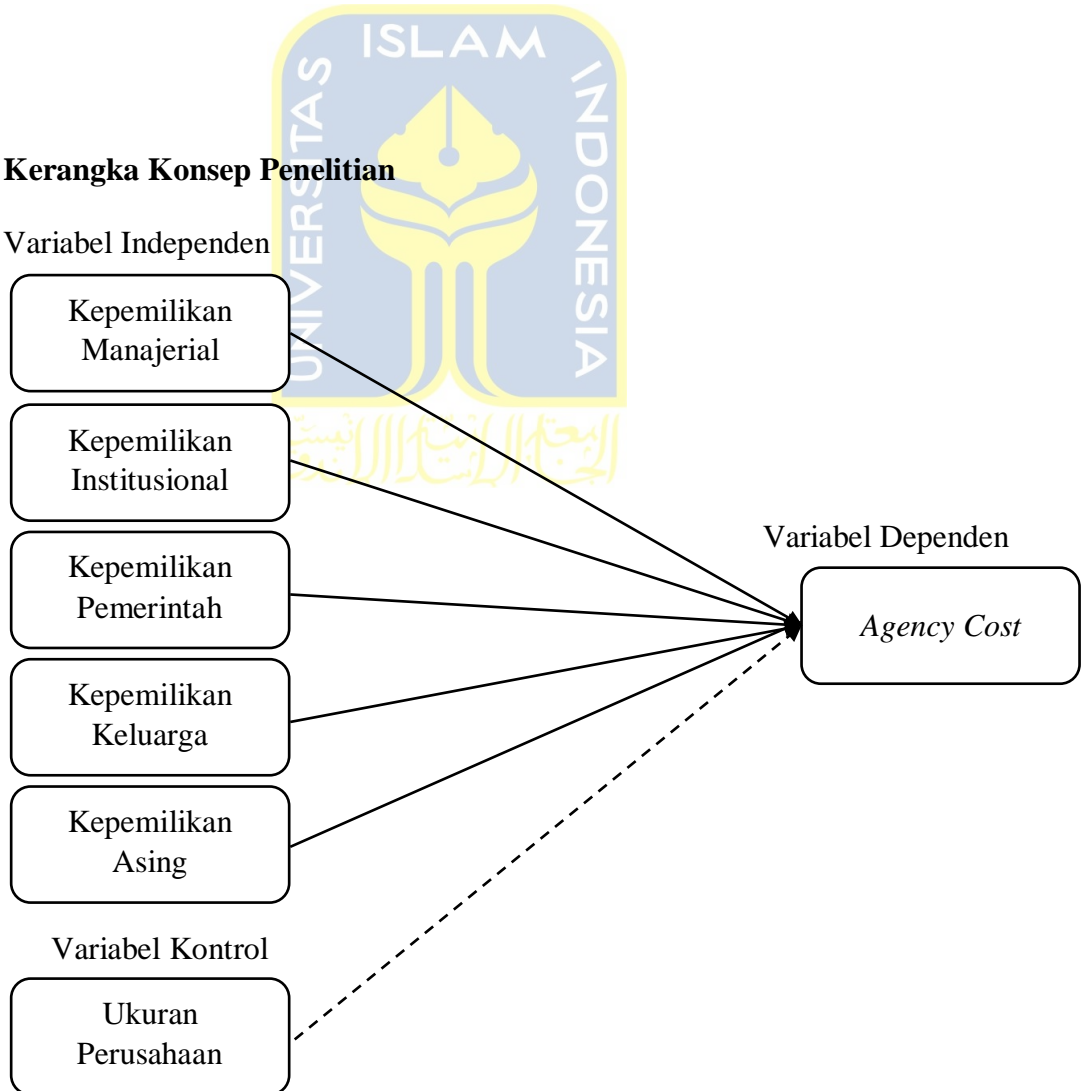 ISLAM
UNIVERSITAS
INDONESIA
Kerangka Konsep Penelitian
Variabel Independen
Kepemilikan
Manajerial
Kepemilikan
Institusional
Kepemilikan
Pemerintah
Kepemilikan
Keluarga
Kepemilikan
Asing
Variabel Dependen
Agency Cost
Variabel Kontrol
Ukuran
Perusahaan